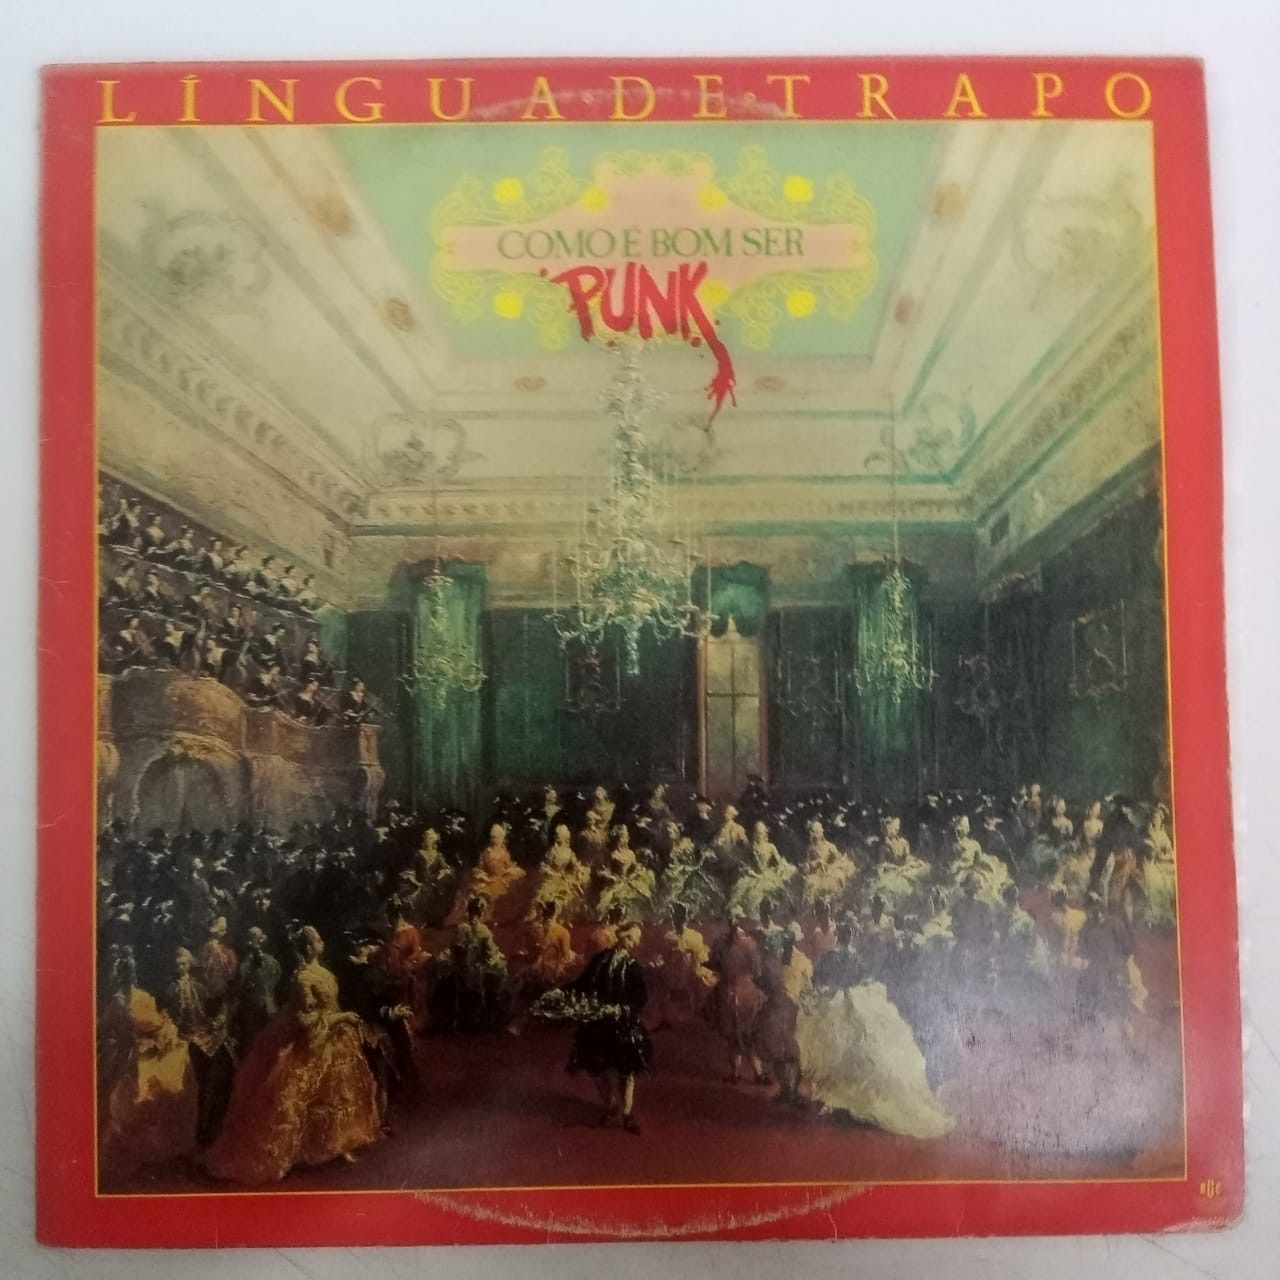 LÍNGUA·DE·TRAPO
COMO É BOM SER
PUNK